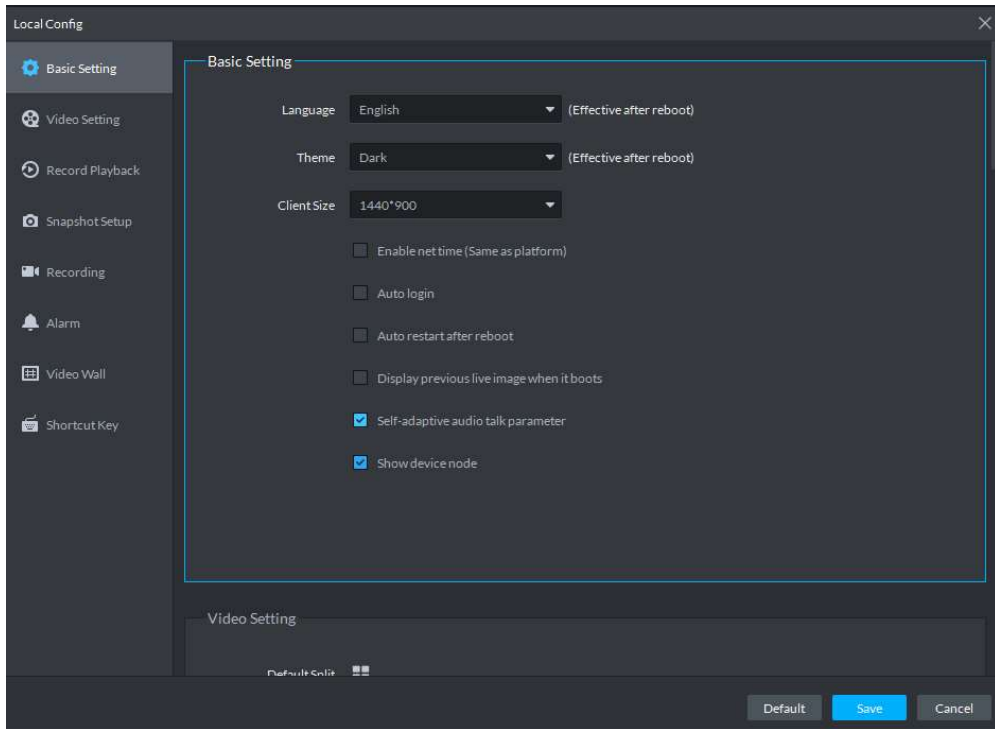 Local Config
Basic Setting
Video Setting
Record Playback
Snapshot Setup
Recording
Alarm
Video Wall
Shortcut Key
Basic Setting
Language English (Effective after reboot)
Theme Dark (Effective after reboot)
Client Size 1440*900
Enable net time (Same as platform)
Auto login
Auto restart after reboot
Display previous live image when it boots
Self-adaptive audio talk parameter
Show device node
Video Setting
Default Split
Default Save Cancel